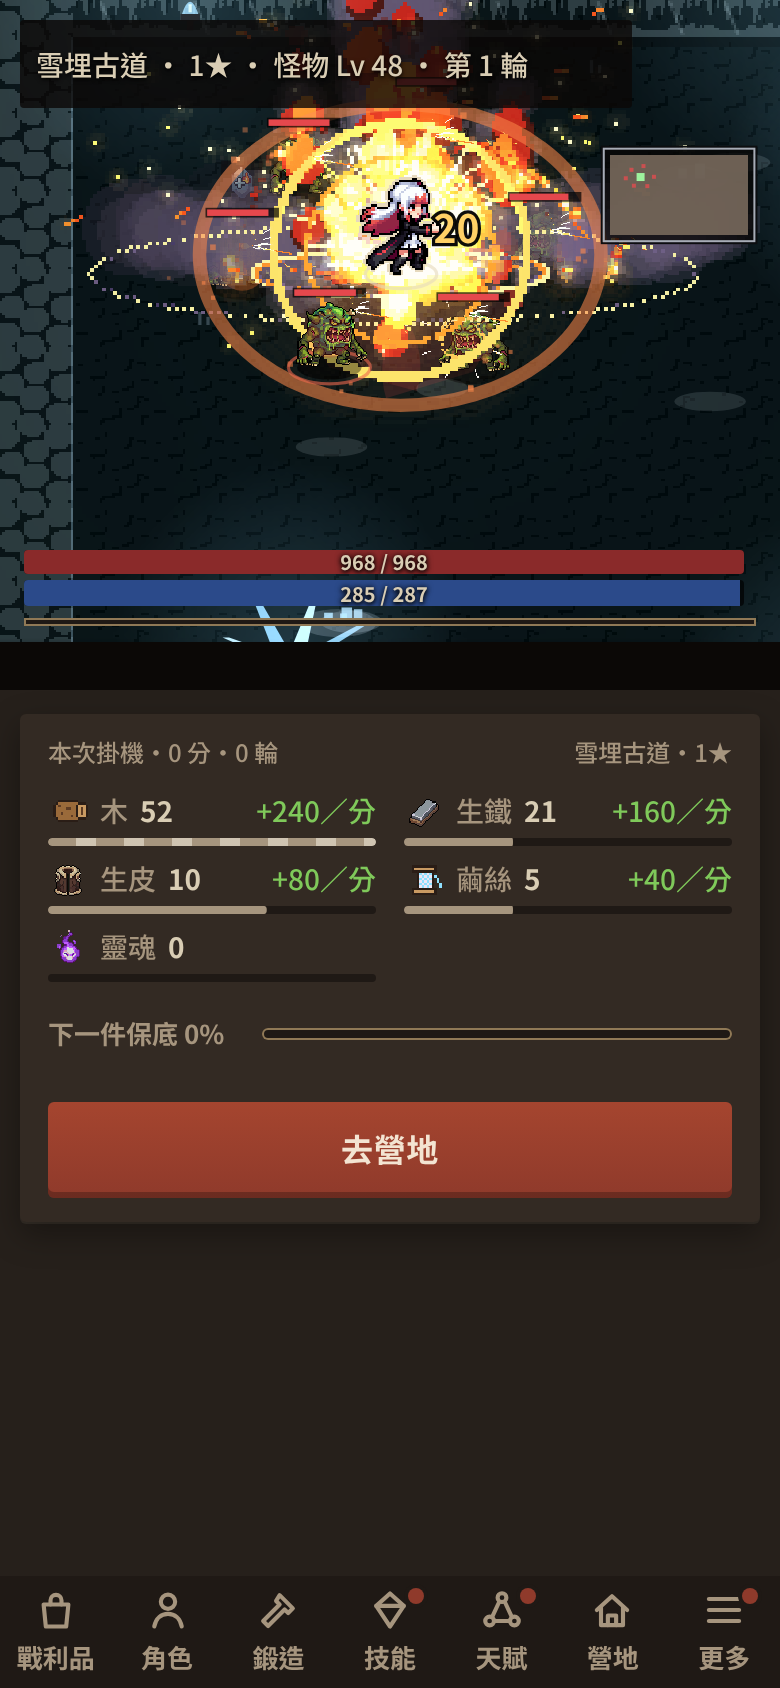 雪埋古道 · 1★ · 怪物 Lv 48 · 第 1 輪
20
968 / 968
285 / 287
本次掛機·0 分·0 輪
雪埋古道·1★
木 52 +240／分
生鐵 21 +160／分
生皮 10 +80／分
繭絲 5 +40／分
靈魂 0
下一件保底 0%
去營地
戰利品 角色 鍛造 技能 天賦 營地 更多